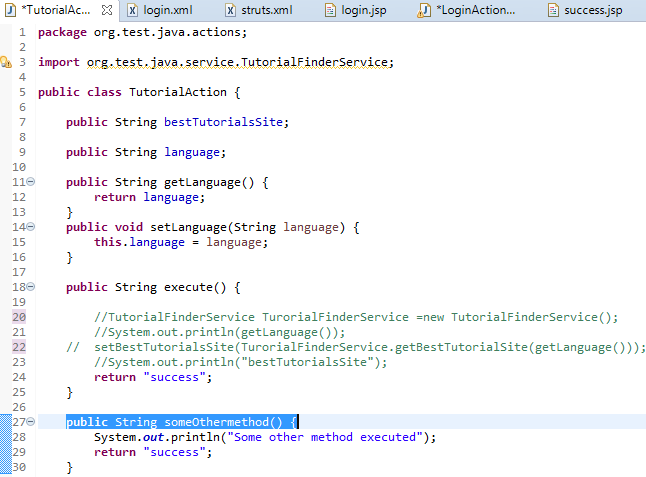 *TutorialAc... login.xml struts.xml login.jsp *LoginAction... success.jsp
1 package org.test.java.actions;
2
3 import org.test.java.service.TutorialFinderService;
4
5 public class TutorialAction {
6
7 public String bestTutorialsSite;
8
9 public String language;
10
11 public String getLanguage() {
12 return language;
13 }
14 public void setLanguage(String language) {
15 this.language = language;
16 }
17
18 public String execute() {
19
20 //TutorialFinderService TurorialFinderService =new TutorialFinderService();
21 //System.out.println(getLanguage());
22 // setBestTutorialsSite(TurorialFinderService.getBestTutorialSite(getLanguage()));
23 //System.out.println("bestTutorialsSite");
24 return "success";
25 }
26
27 public String someOthermethod() {
28 System.out.println("Some other method executed");
29 return "success";
30 }